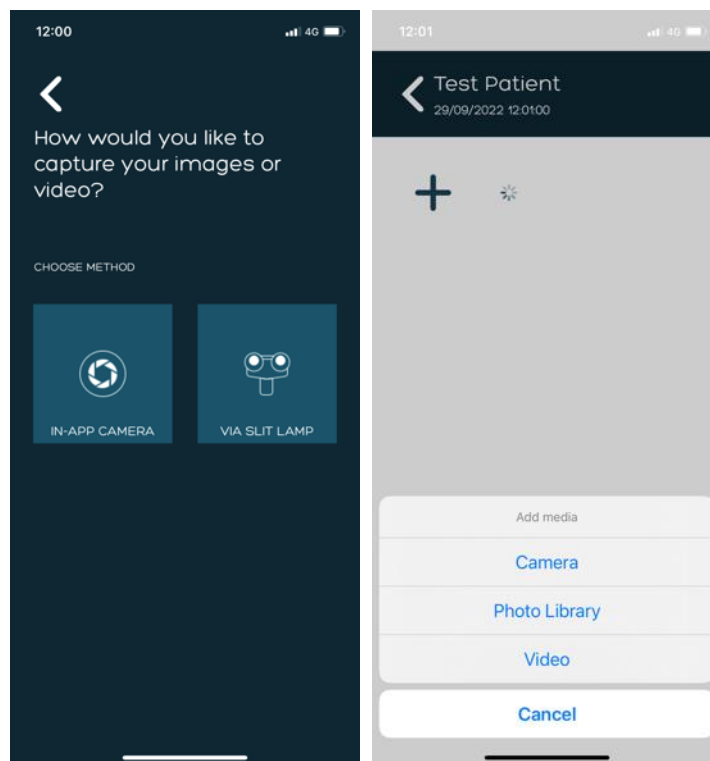 12:00
4G
How would you like to
capture your images or
video?
CHOOSE METHOD
IN-APP CAMERA
VIA SLIT LAMP
12:01
4G
Test Patient
29/09/2022 12:01:00
Add media
Camera
Photo Library
Video
Cancel